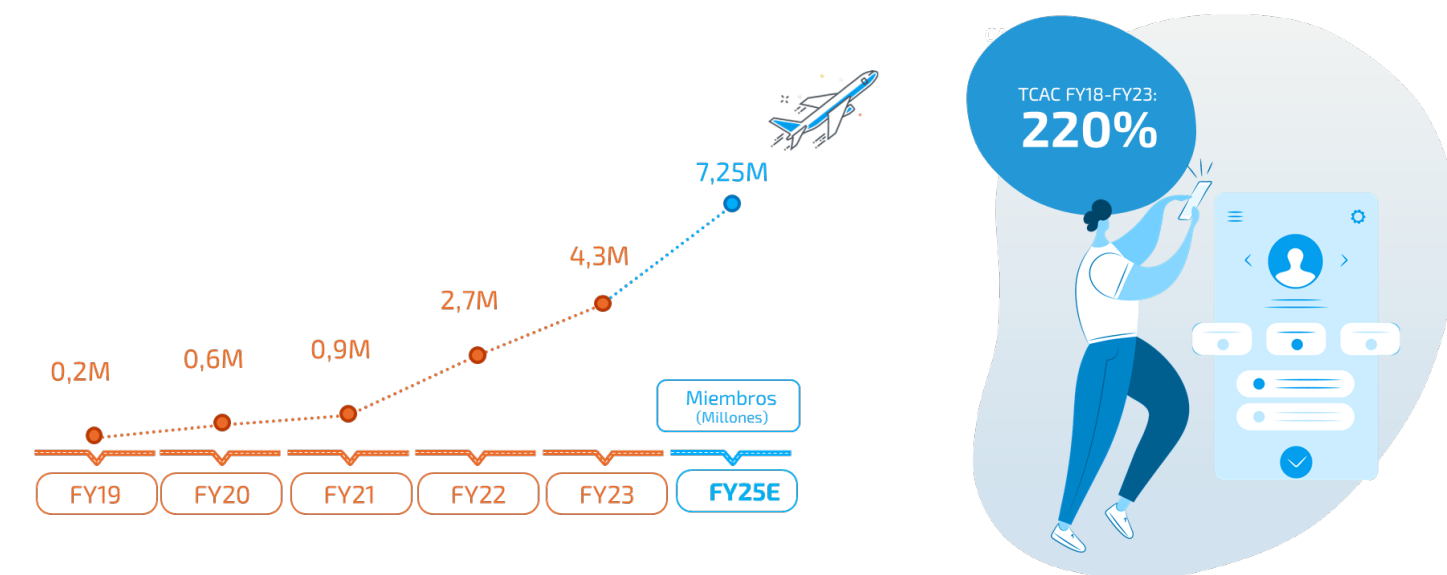 7,25M
4,3M
2,7M
0,9M
0,6M
0,2M
Miembros
(Millones)
FY19
FY20
FY21
FY22
FY23
FY25E
TCAC FY18-FY23:
220%